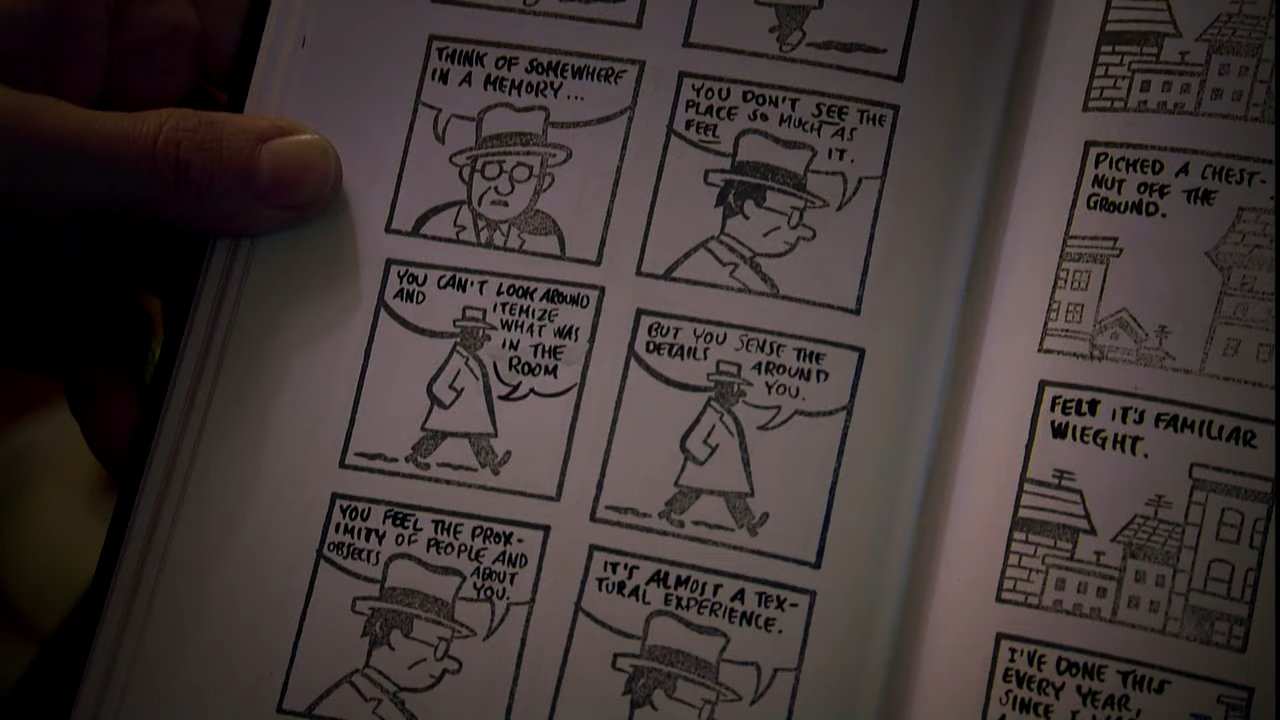 THINK OF SOMEWHERE
IN A MEMORY...
YOU DON'T SEE THE
PLACE SO MUCH AS
FEEL IT.
YOU CAN'T LOOK AROUND
AND ITEMIZE
WHAT WAS
IN THE
ROOM
BUT YOU SENSE THE
DETAILS AROUND
YOU.
YOU FEEL THE PROX-
IMITY OF PEOPLE AND
OBJECTS ABOUT
YOU.
IT'S ALMOST A TEX-
TURAL EXPERIENCE.
PICKED A CHEST-
NUT OFF THE
GROUND.
FELT IT'S FAMILIAR
WIEGHT.
I'VE DONE THIS
EVERY YEAR,
SINCE I